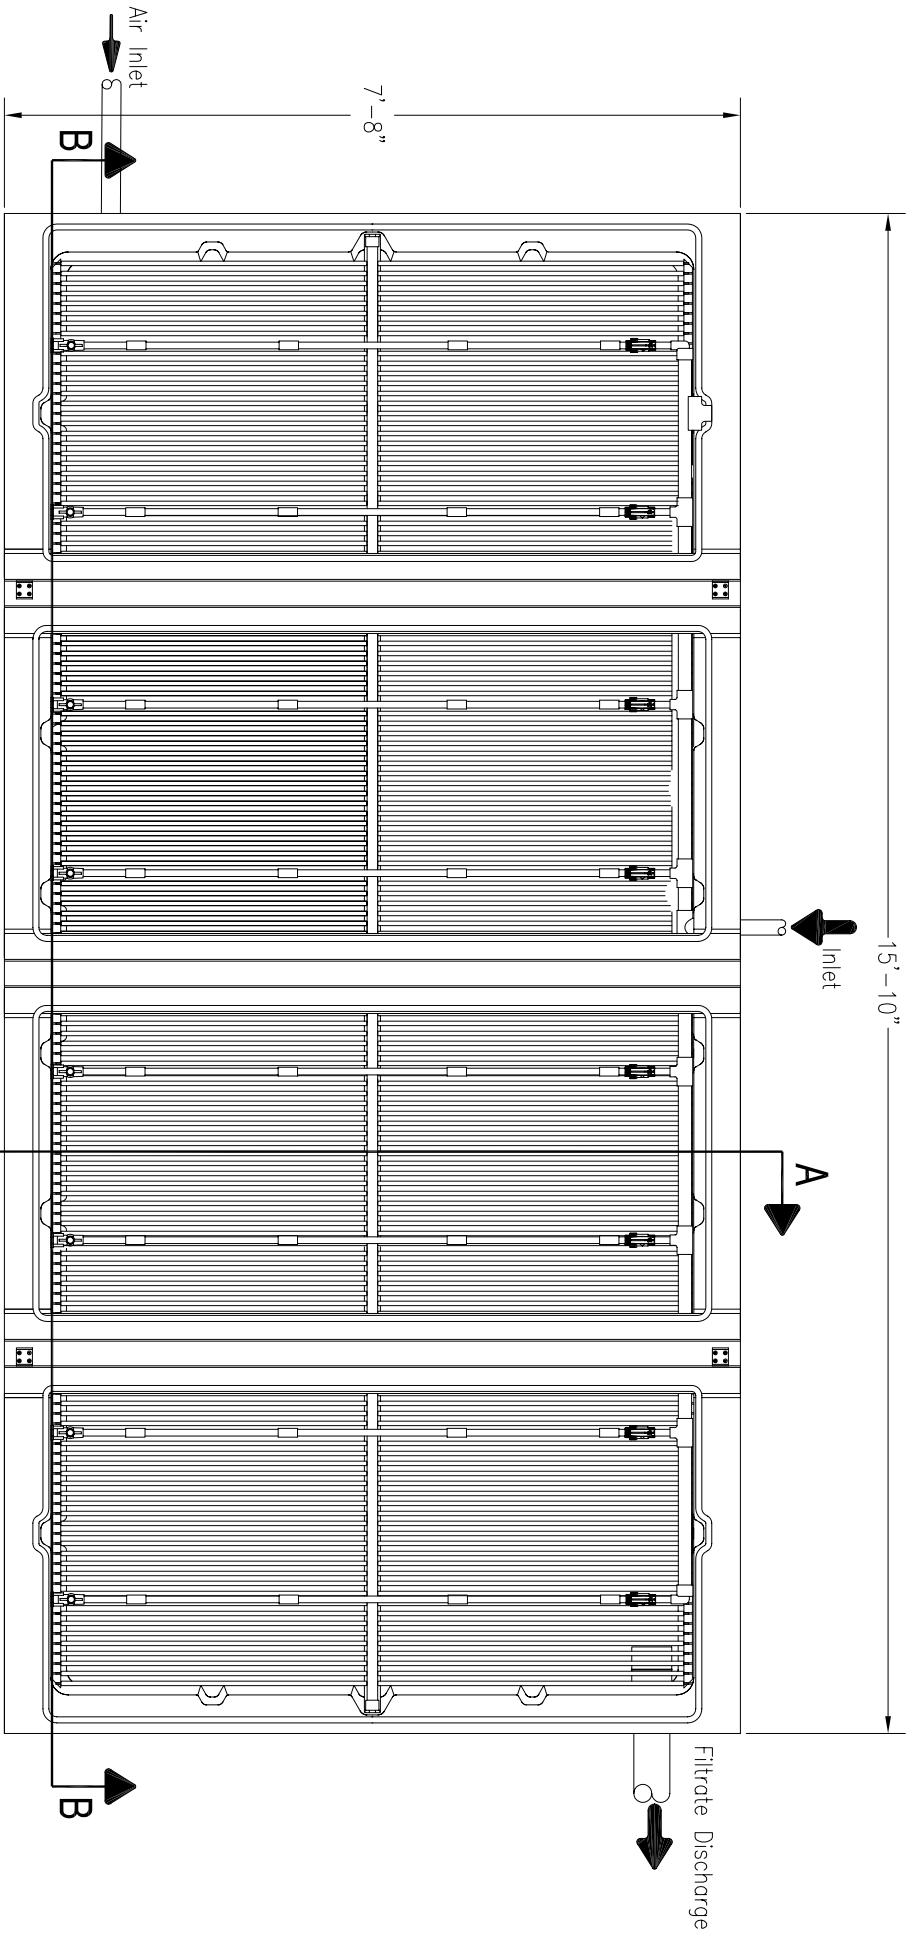 15'-10"
A
Inlet
7'-8"
Air Inlet
B
B
Filtrate Discharge